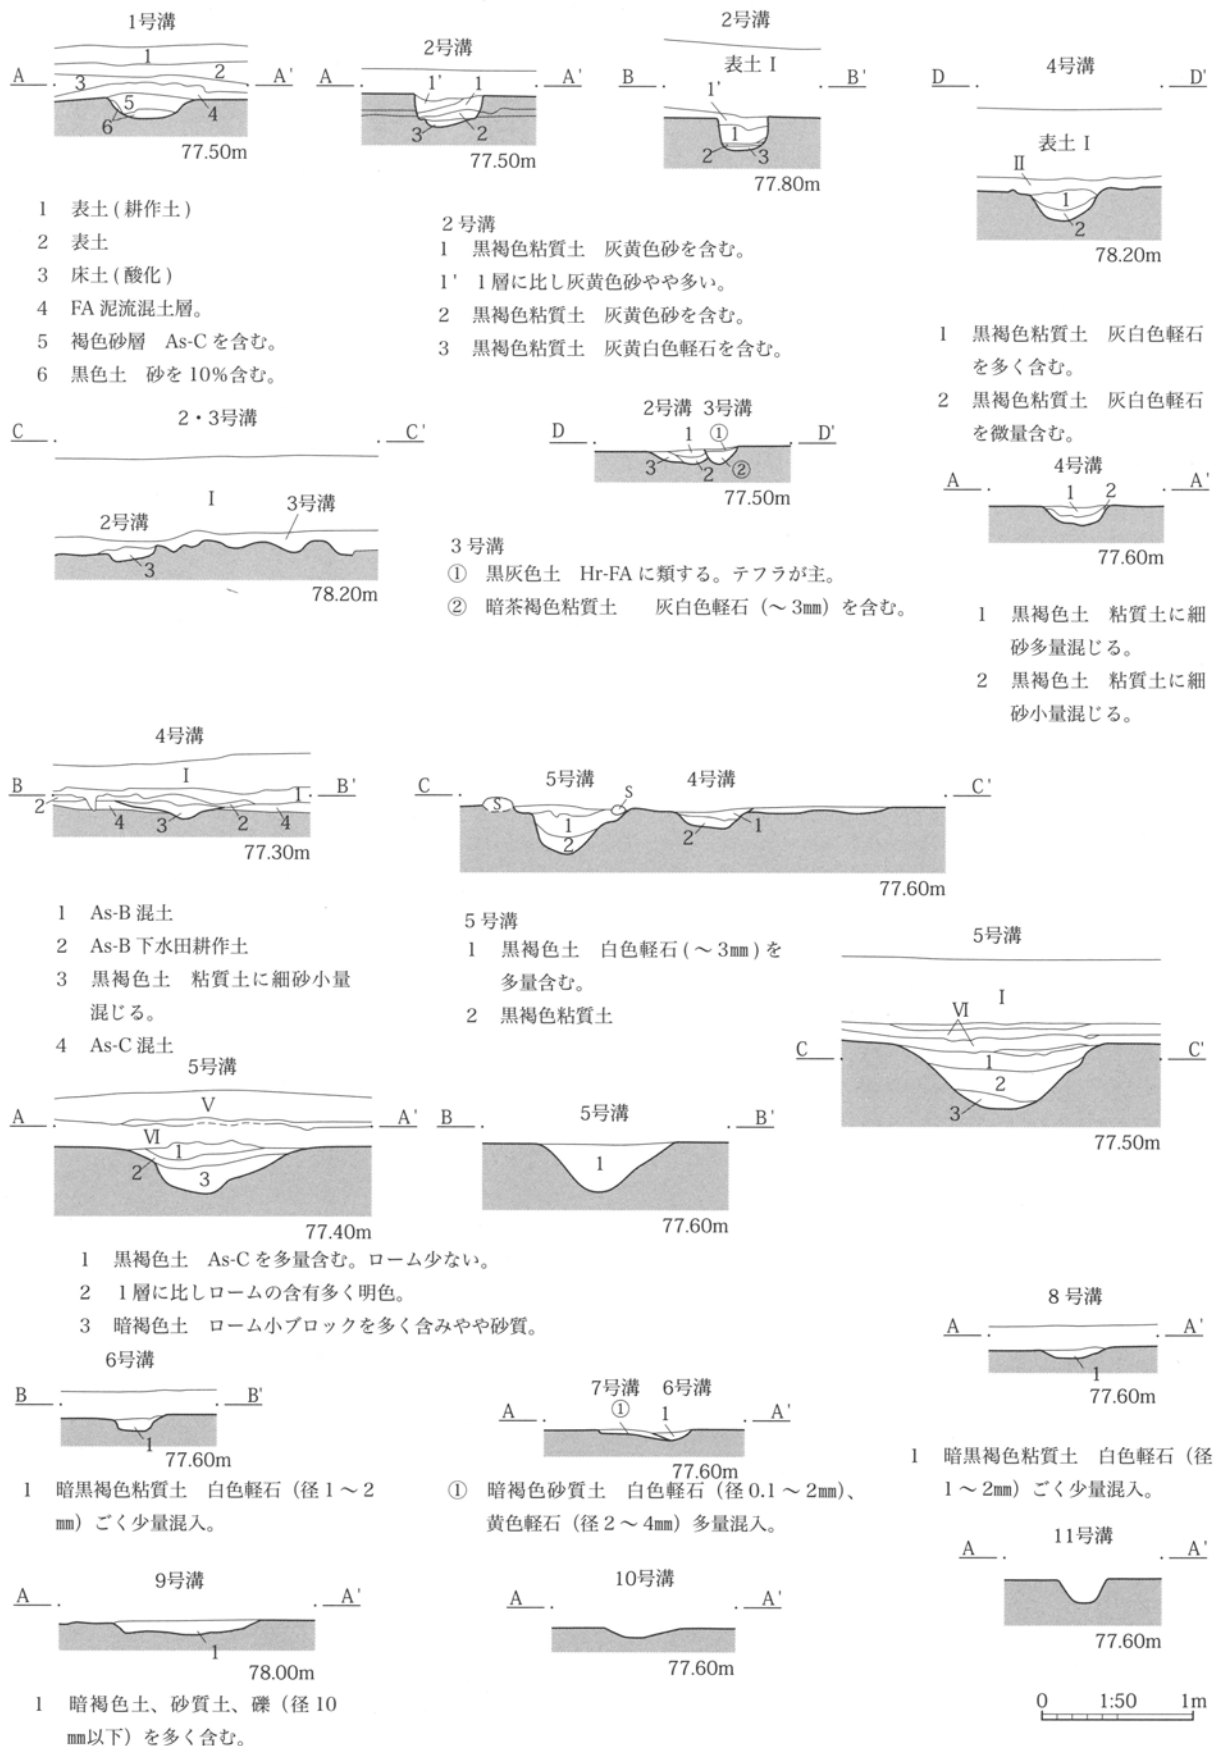 1号溝
1
2
A
3
A'
5
6
4
77.50m
2号溝
A
1'
1
A'
3
2
77.50m
2号溝
表土 I
B
B'
1'
1
2
3
77.80m
4号溝
D
D'
表土 I
II
1
2
78.20m
1 表土(耕作土)
2 表土
3 床土(酸化)
4 FA 泥流混土層。
5 褐色砂層 As-C を含む。
6 黒色土 砂を 10%含む。
2号溝
1 黒褐色粘質土 灰黄色砂を含む。
1' 1層に比し灰黄色砂やや多い。
2 黒褐色粘質土 灰黄色砂を含む。
3 黒褐色粘質土 灰黄白色軽石を含む。
1 黒褐色粘質土 灰白色軽石
を多く含む。
2 黒褐色粘質土 灰白色軽石
を微量含む。
2・3号溝
C
C'
I
2号溝
3号溝
3
78.20m
2号溝 3号溝
D
1
①
D'
3
2
②
77.50m
3号溝
① 黒灰色土 Hr-FA に類する。テフラが主。
② 暗茶褐色粘質土 灰白色軽石（～3㎜）を含む。
4号溝
A
1
2
A'
77.60m
1 黒褐色土 粘質土に細
砂多量混じる。
2 黒褐色土 粘質土に細
砂小量混じる。
4号溝
I
B
1
B'
2
4
3
2
4
77.30m
5号溝
4号溝
C
S
S
C'
1
2
2
1
77.60m
1 As-B 混土
2 As-B 下水田耕作土
3 黒褐色土 粘質土に細砂小量
混じる。
4 As-C 混土
5号溝
1 黒褐色土 白色軽石(～3㎜)を
多量含む。
2 黒褐色粘質土
5号溝
I
VI
C
C'
1
2
3
77.50m
5号溝
V
A
A'
VI
1
2
3
77.40m
5号溝
B
B'
1
77.60m
1 黒褐色土 As-C を多量含む。ローム少ない。
2 1層に比しロームの含有多く明色。
3 暗褐色土 ローム小ブロックを多く含みやや砂質。
6号溝
B
B'
1
77.60m
1 暗黒褐色粘質土 白色軽石（径1～2
㎜）ごく少量混入。
7号溝 6号溝
A
①
1
A'
77.60m
① 暗褐色砂質土 白色軽石（径 0.1～2㎜）、
黄色軽石（径2～4㎜）多量混入。
8号溝
A
A'
1
77.60m
1 暗黒褐色粘質土 白色軽石（径
1～2㎜）ごく少量混入。
9号溝
A
A'
1
78.00m
1 暗褐色土、砂質土、礫（径 10
㎜以下）を多く含む。
10号溝
A
A'
77.60m
11号溝
A
A'
77.60m
0 1:50 1m